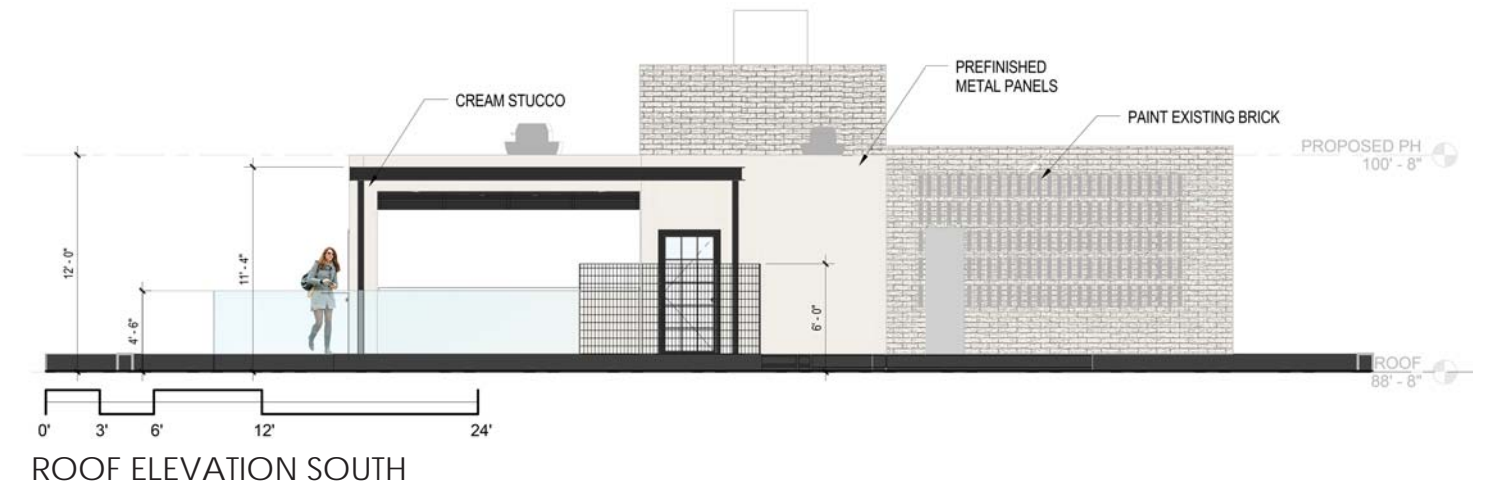 PREFINISHED
METAL PANELS
CREAM STUCCO
PAINT EXISTING BRICK
PROPOSED PH
100' - 8"
12' - 0"
11' - 4"
4' - 6"
6' - 0"
ROOF
88' - 8"
0' 3' 6' 12' 24'
ROOF ELEVATION SOUTH